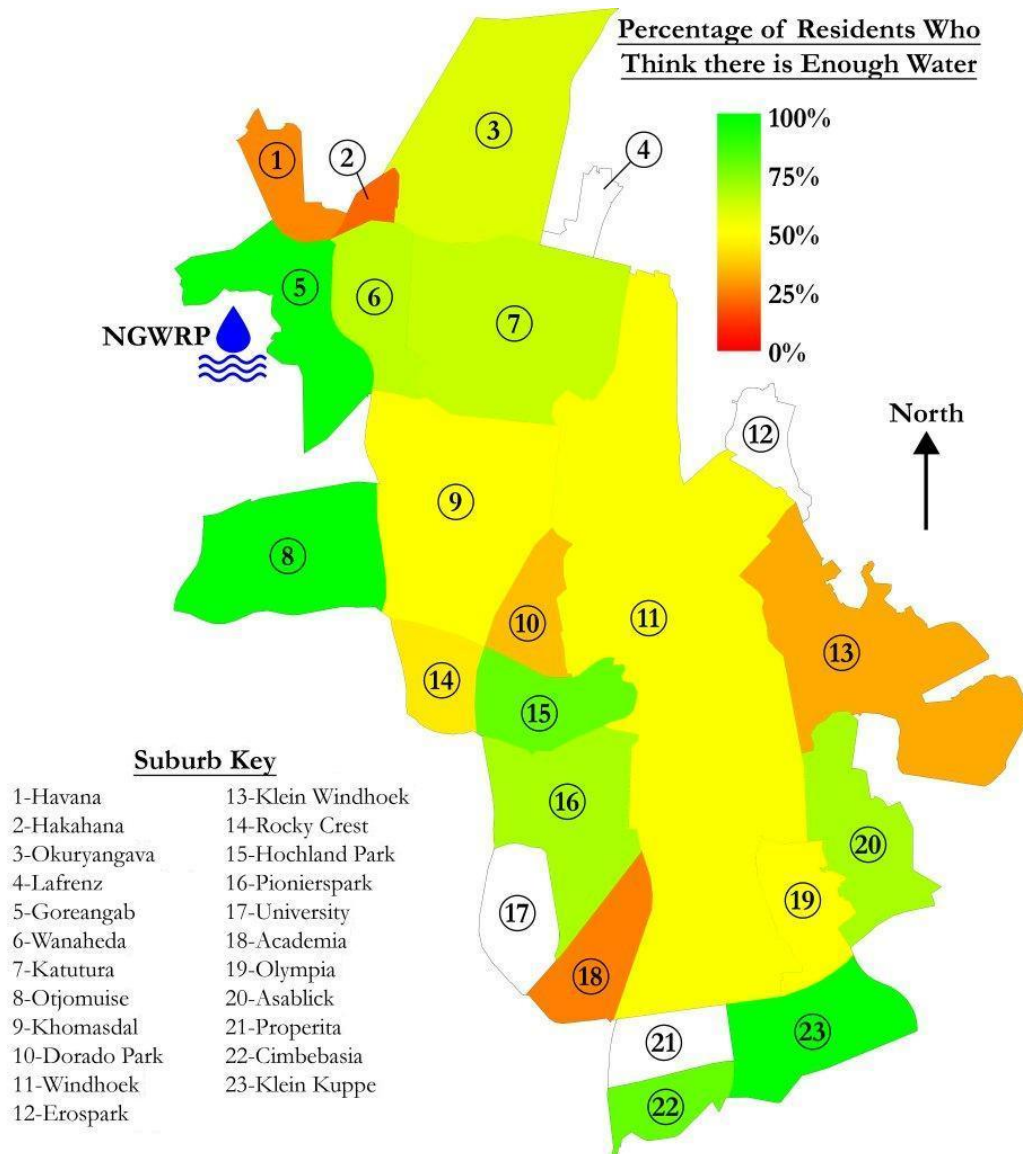 Percentage of Residents Who
Think there is Enough Water
100%
75%
50%
25%
0%
1
2
3
4
5
6
7
NGWRP
12
North
9
8
11
10
13
14
15
16
20
17
19
18
21
23
22
Suburb Key
1-Havana
2-Hakahana
3-Okuryangava
4-Lafrenz
5-Goreangab
6-Wanaheda
7-Katutura
8-Otjomuise
9-Khomasdal
10-Dorado Park
11-Windhoek
12-Erospark
13-Klein Windhoek
14-Rocky Crest
15-Hochland Park
16-Pionierspark
17-University
18-Academia
19-Olympia
20-Asablick
21-Properita
22-Cimbebasia
23-Klein Kuppe